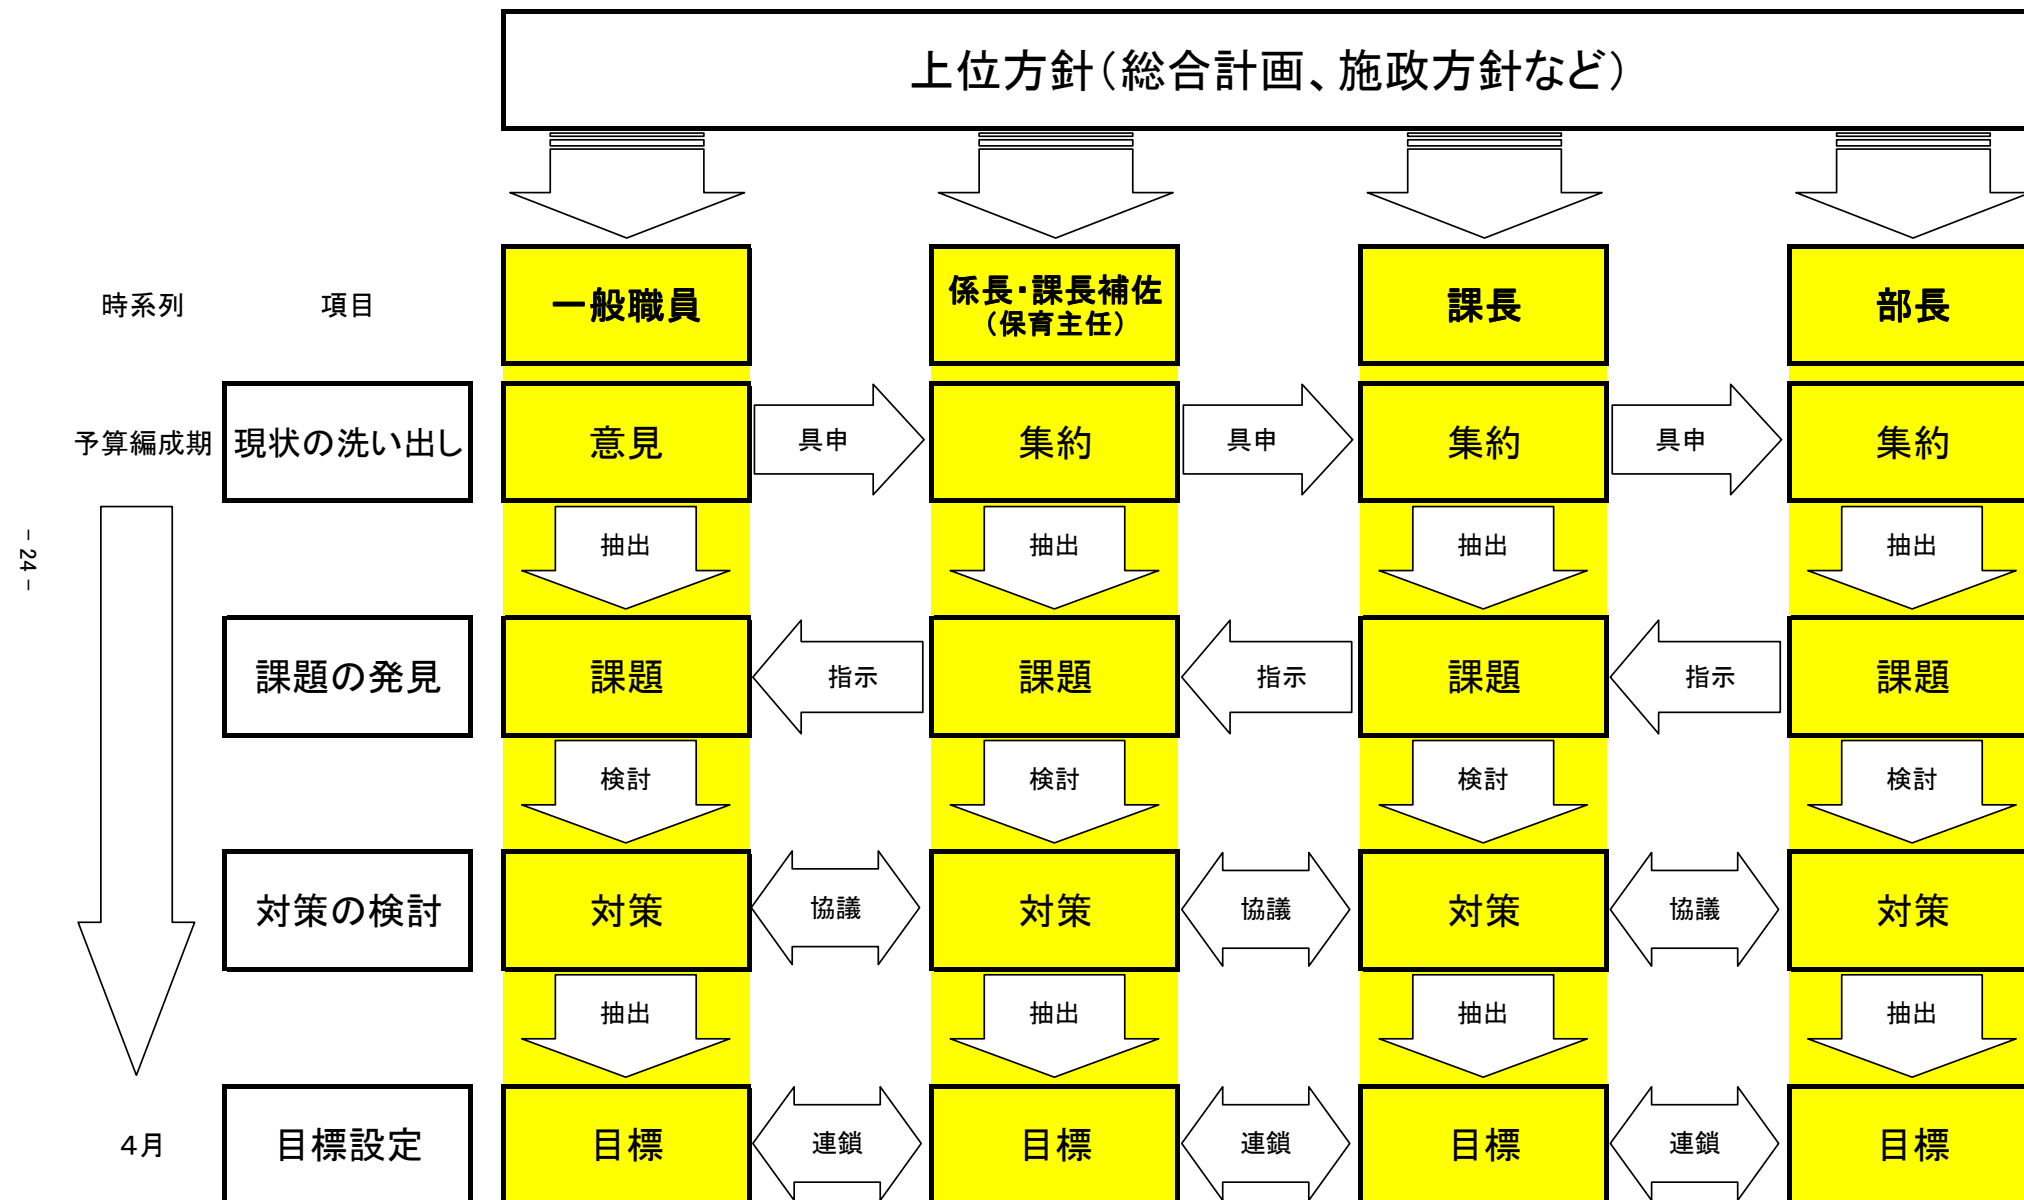 上位方針（総合計画、施政方針など）
時系列
項目
一般職員
係長・課長補佐
（保育主任）
課長
部長
予算編成期
現状の洗い出し
意見
具申
集約
具申
集約
具申
集約
抽出
抽出
抽出
抽出
－24－
課題の発見
課題
指示
課題
指示
課題
指示
課題
検討
検討
検討
検討
対策の検討
対策
協議
対策
協議
対策
協議
対策
抽出
抽出
抽出
抽出
４月
目標設定
目標
連鎖
目標
連鎖
目標
連鎖
目標